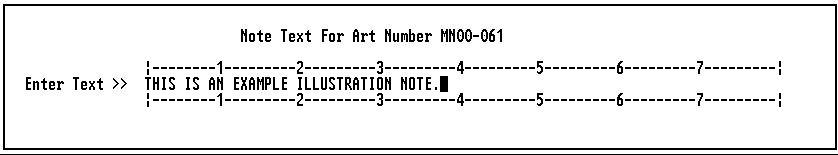 Note Text For Art Number MN00-061
¦--------1---------2---------3---------4---------5---------6---------7---------¦
Enter Text >> THIS IS AN EXAMPLE ILLUSTRATION NOTE.
¦--------1---------2---------3---------4---------5---------6---------7---------¦